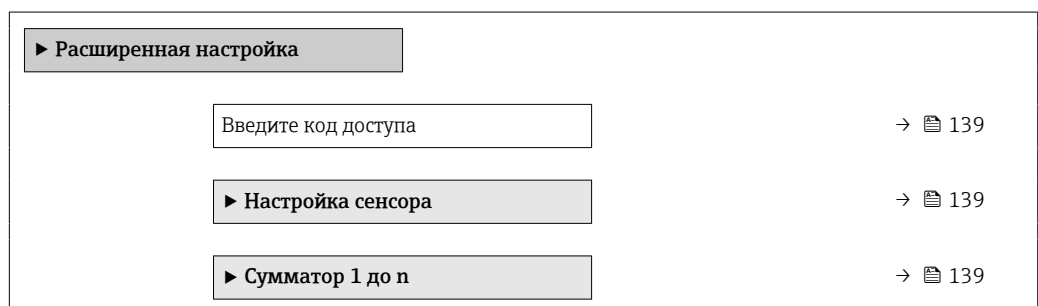 ▶ Расширенная настройка
Введите код доступа → 139
▶ Настройка сенсора → 139
▶ Сумматор 1 до n → 139